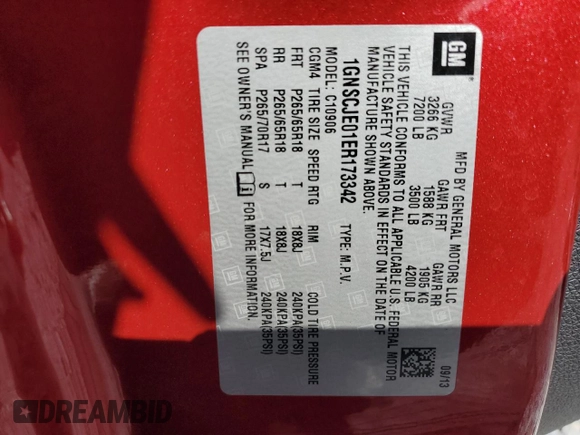 GM
MFD BY GENERAL MOTORS LLC 09/13
GVWR GAWR FRT GAWR RR
3266 KG 1588 KG 1905 KG
7200 LB 3500 LB 4200 LB
THIS VEHICLE CONFORMS TO ALL APPLICABLE U.S. FEDERAL MOTOR
VEHICLE SAFETY STANDARDS IN EFFECT ON THE DATE OF
MANUFACTURE SHOWN ABOVE.
1GNSCJE01ER173342 TYPE: M.P.V.
MODEL: C10906
CGM4 TIRE SIZE SPEED RTG RIM COLD TIRE PRESSURE
FRT P265/65R18 T 18X8J 240KPA(35PSI)
RR P265/65R18 T 18X8J 240KPA(35PSI)
SPA P265/70R17 S 17X7.5J 240KPA(35PSI)
SEE OWNER'S MANUAL FOR MORE INFORMATION.
DREAMBID